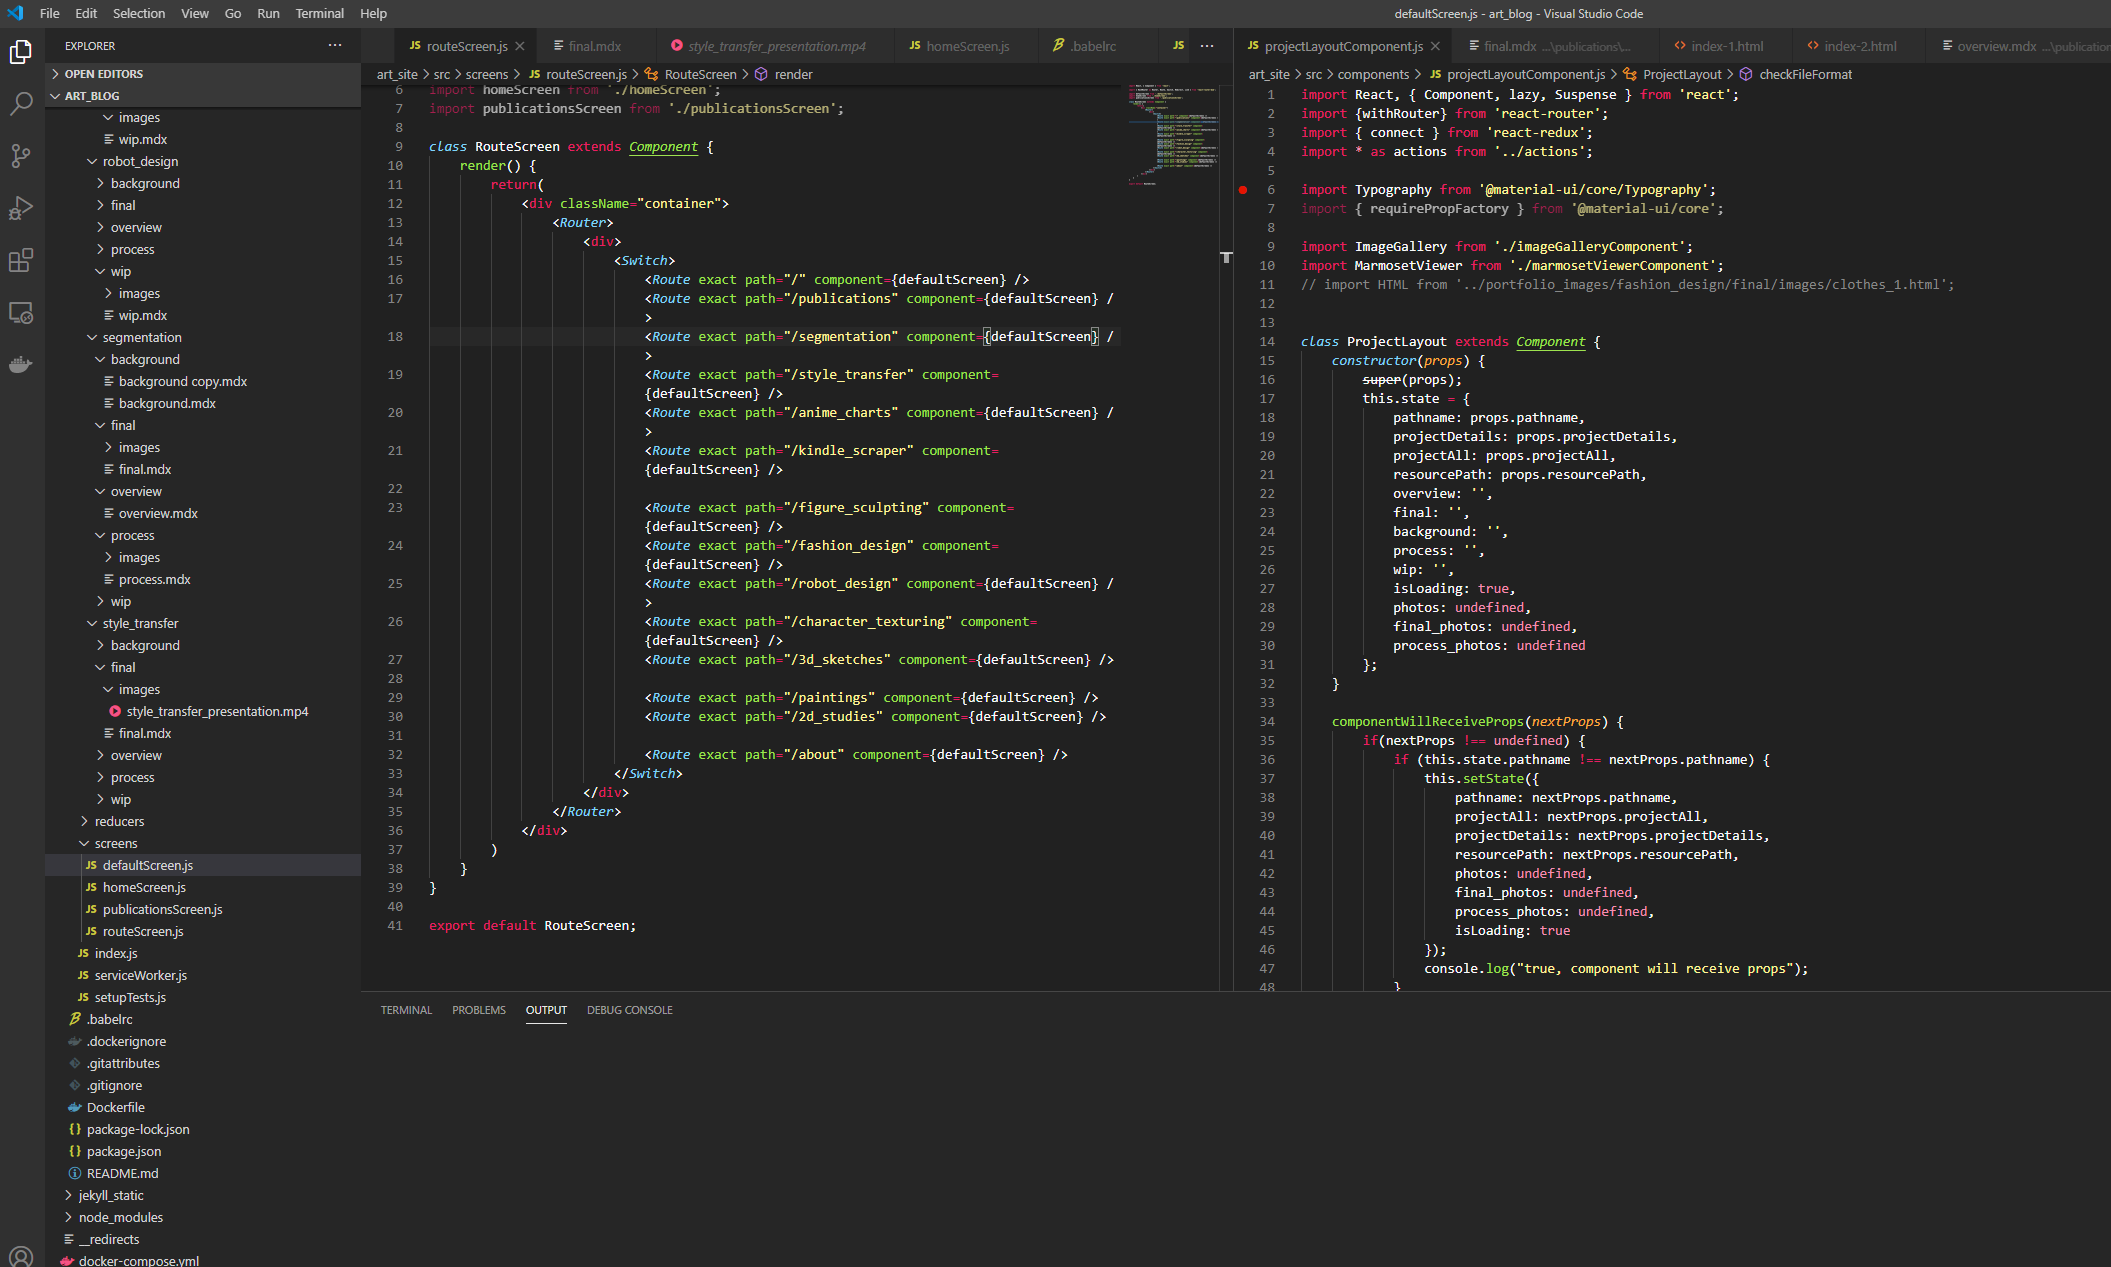 File Edit Selection View Go Run Terminal Help
defaultScreen.js - art_blog - Visual Studio Code
EXPLORER
OPEN EDITORS
ART_BLOG
images
wip.mdx
robot_design
background
final
overview
process
wip
images
wip.mdx
segmentation
background
background copy.mdx
background.mdx
final
images
final.mdx
overview
overview.mdx
process
images
process.mdx
wip
style_transfer
background
final
images
style_transfer_presentation.mp4
final.mdx
overview
process
wip
reducers
screens
JS defaultScreen.js
JS homeScreen.js
JS publicationsScreen.js
JS routeScreen.js
JS index.js
JS serviceWorker.js
JS setupTests.js
.babelrc
.dockerignore
.gitattributes
.gitignore
Dockerfile
{} package-lock.json
{} package.json
README.md
jekyll_static
node_modules
__redirects
docker-compose.yml
JS routeScreen.js final.mdx style_transfer_presentation.mp4 JS homeScreen.js .babelrc JS ...
art_site > src > screens > JS routeScreen.js > RouteScreen > render
6 import homeScreen from './homeScreen';
7 import publicationsScreen from './publicationsScreen';
8
9 class RouteScreen extends Component {
10 render() {
11 return(
12 <div className="container">
13 <Router>
14 <div>
15 <Switch>
16 <Route exact path="/" component={defaultScreen} />
17 <Route exact path="/publications" component={defaultScreen} /
>
18 <Route exact path="/segmentation" component={defaultScreen} /
>
19 <Route exact path="/style_transfer" component=
{defaultScreen} />
20 <Route exact path="/anime_charts" component={defaultScreen} /
>
21 <Route exact path="/kindle_scraper" component=
{defaultScreen} />
22
23 <Route exact path="/figure_sculpting" component=
{defaultScreen} />
24 <Route exact path="/fashion_design" component=
{defaultScreen} />
25 <Route exact path="/robot_design" component={defaultScreen} /
>
26 <Route exact path="/character_texturing" component=
{defaultScreen} />
27 <Route exact path="/3d_sketches" component={defaultScreen} />
28
29 <Route exact path="/paintings" component={defaultScreen} />
30 <Route exact path="/2d_studies" component={defaultScreen} />
31
32 <Route exact path="/about" component={defaultScreen} />
33 </Switch>
34 </div>
35 </Router>
36 </div>
37 )
38 }
39 }
40
41 export default RouteScreen;
JS projectLayoutComponent.js final.mdx ...\publications\... index-1.html index-2.html overview.mdx ...\publication
art_site > src > components > JS projectLayoutComponent.js > ProjectLayout > checkFileFormat
1 import React, { Component, lazy, Suspense } from 'react';
2 import {withRouter} from 'react-router';
3 import { connect } from 'react-redux';
4 import * as actions from '../actions';
5
6 import Typography from '@material-ui/core/Typography';
7 import { requirePropFactory } from '@material-ui/core';
8
9 import ImageGallery from './imageGalleryComponent';
10 import MarmosetViewer from './marmosetViewerComponent';
11 // import HTML from '../portfolio_images/fashion_design/final/images/clothes_1.html';
12
13
14 class ProjectLayout extends Component {
15 constructor(props) {
16 super(props);
17 this.state = {
18 pathname: props.pathname,
19 projectDetails: props.projectDetails,
20 projectAll: props.projectAll,
21 resourcePath: props.resourcePath,
22 overview: '',
23 final: '',
24 background: '',
25 process: '',
26 wip: '',
27 isLoading: true,
28 photos: undefined,
29 final_photos: undefined,
30 process_photos: undefined
31 };
32 }
33
34 componentWillReceiveProps(nextProps) {
35 if(nextProps !== undefined) {
36 if (this.state.pathname !== nextProps.pathname) {
37 this.setState({
38 pathname: nextProps.pathname,
39 projectAll: nextProps.projectAll,
40 projectDetails: nextProps.projectDetails,
41 resourcePath: nextProps.resourcePath,
42 photos: undefined,
43 final_photos: undefined,
44 process_photos: undefined,
45 isLoading: true
46 });
47 console.log("true, component will receive props");
48 }
TERMINAL PROBLEMS OUTPUT DEBUG CONSOLE